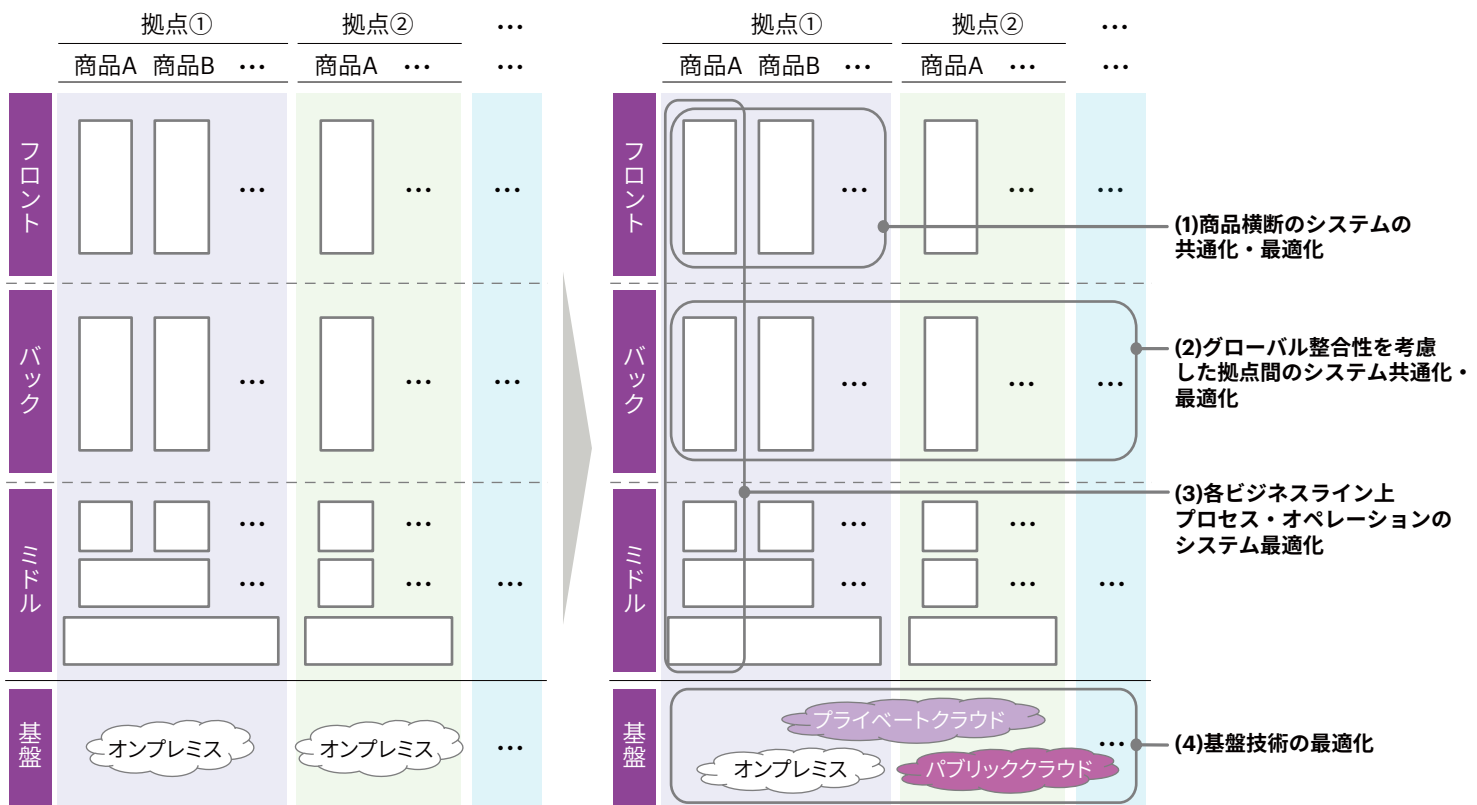 拠点① 拠点② …
商品A 商品B … 商品A … …
フロント
… … …
バック
… … …
ミドル
… …
… … …
基盤
オンプレミス オンプレミス …
拠点① 拠点② …
商品A 商品B … 商品A … …
フロント
… … …
バック
… … …
ミドル
… …
… … …
基盤
プライベートクラウド
…
オンプレミス パブリッククラウド
(1)商品横断のシステムの
共通化・最適化
(2)グローバル整合性を考慮
した拠点間のシステム共通化・
最適化
(3)各ビジネスライン上
プロセス・オペレーションの
システム最適化
(4)基盤技術の最適化